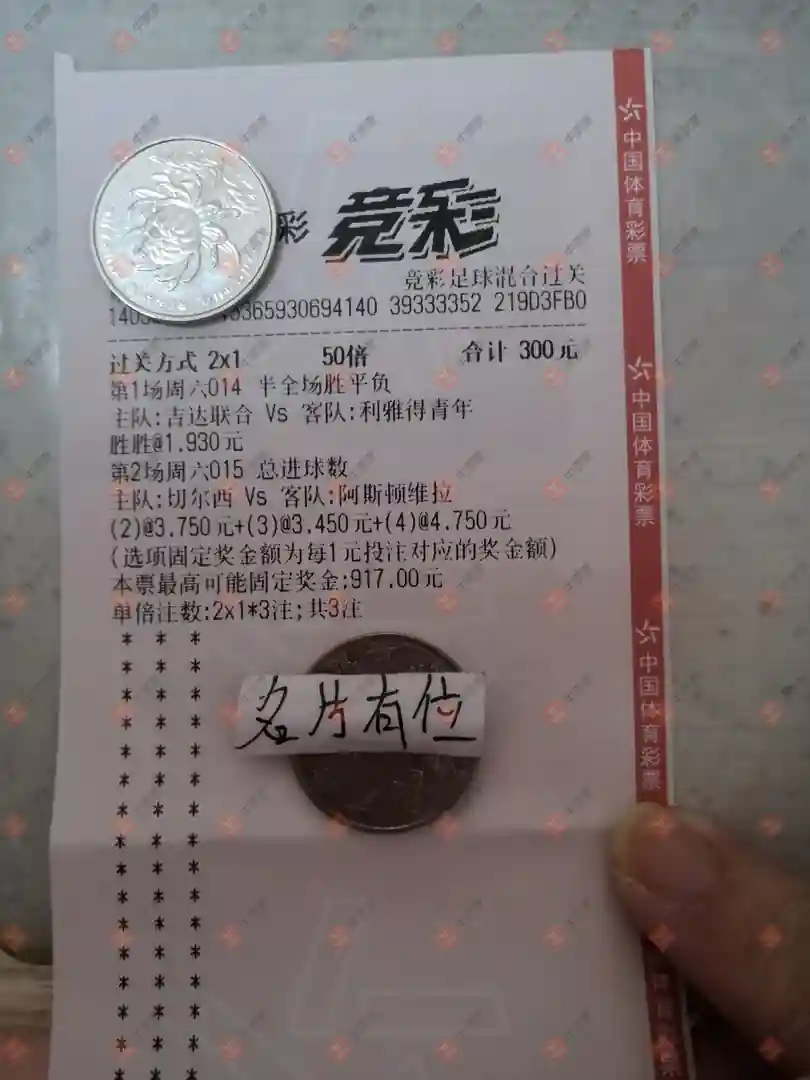 彩 竞彩
竞彩足球混合过关
365930694140 39333352 219D3FB0
过关方式 2x1 50倍 合计 300元
第1场周六014 半全场胜平负
主队:吉达联合 Vs 客队:利雅得青年
胜胜@1.930元
第2场周六015 总进球数
主队:切尔西 Vs 客队:阿斯顿维拉
(2)@3.750元+(3)@3.450元+(4)@4.750元
(选项固定奖金额为每1元投注对应的奖金额)
本票最高可能固定奖金:917.00元
单倍注数:2x1*3注;共3注
名片有位
中国体育彩票
中国体育彩票
中国体育彩票